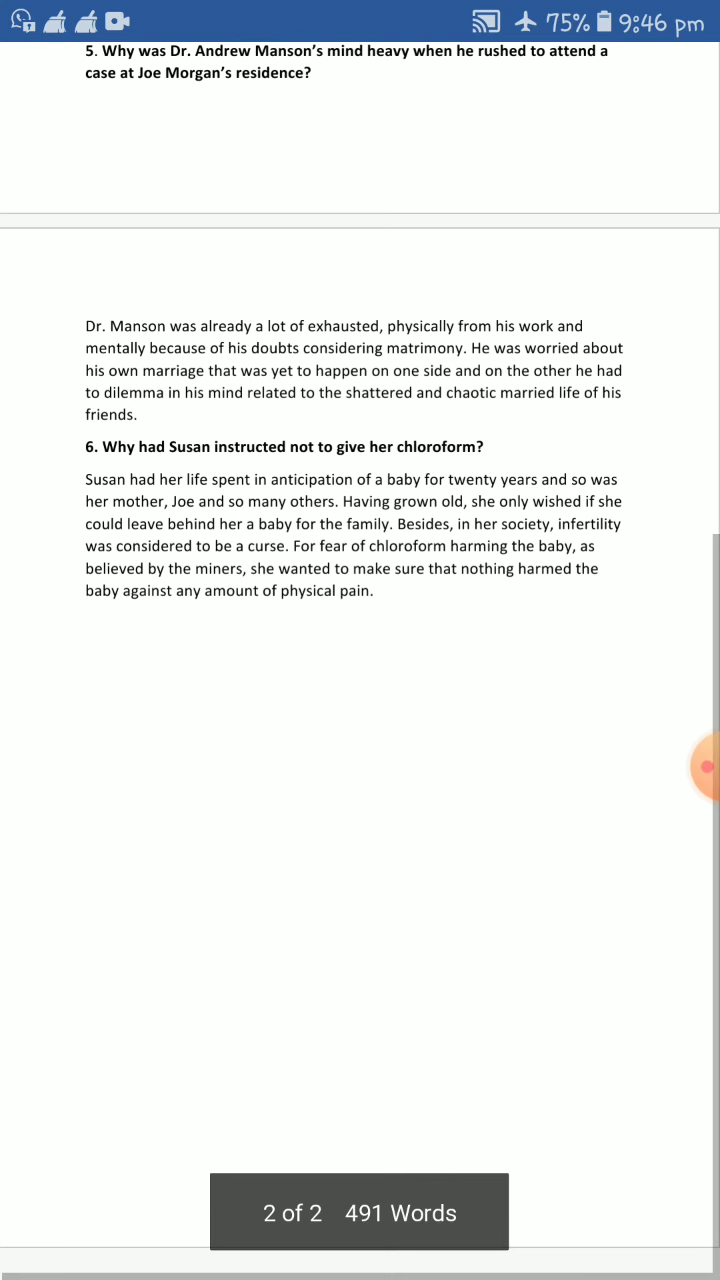 75% 9:46 pm
5. Why was Dr. Andrew Manson’s mind heavy when he rushed to attend a
case at Joe Morgan’s residence?
Dr. Manson was already a lot of exhausted, physically from his work and
mentally because of his doubts considering matrimony. He was worried about
his own marriage that was yet to happen on one side and on the other he had
to dilemma in his mind related to the shattered and chaotic married life of his
friends.
6. Why had Susan instructed not to give her chloroform?
Susan had her life spent in anticipation of a baby for twenty years and so was
her mother, Joe and so many others. Having grown old, she only wished if she
could leave behind her a baby for the family. Besides, in her society, infertility
was considered to be a curse. For fear of chloroform harming the baby, as
believed by the miners, she wanted to make sure that nothing harmed the
baby against any amount of physical pain.
2 of 2 491 Words